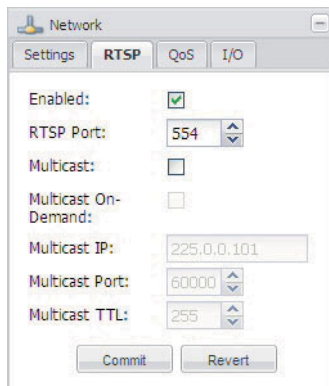 Network
Settings RTSP QoS I/O
Enabled:
RTSP Port: 554
Multicast:
Multicast On-
Demand:
Multicast IP: 225.0.0.101
Multicast Port: 60000
Multicast TTL: 255
Commit Revert